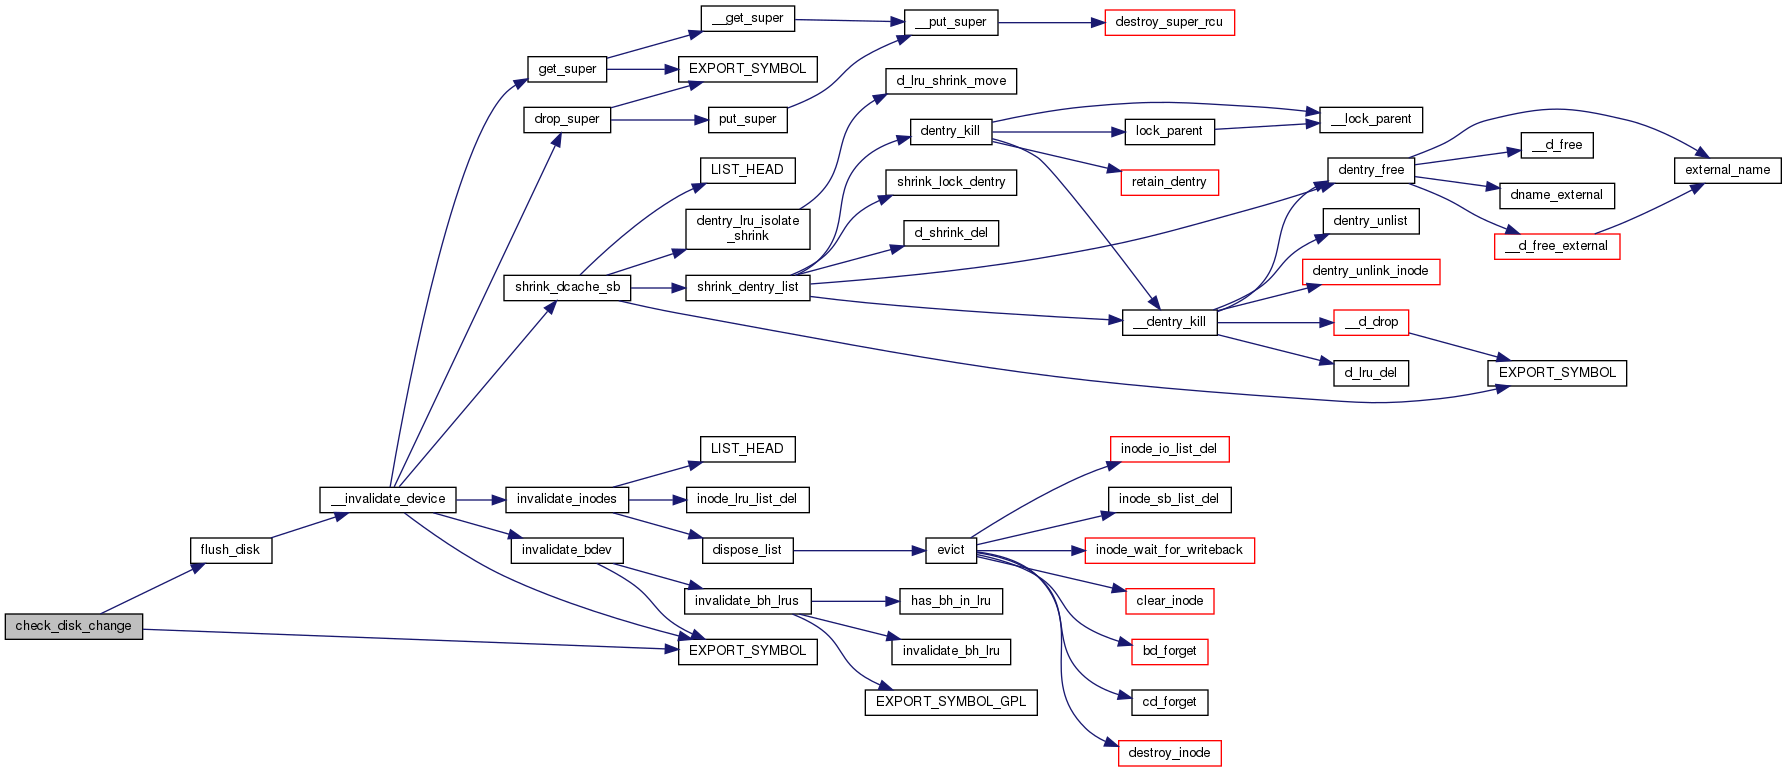 __get_super
__put_super
destroy_super_rcu
get_super
EXPORT_SYMBOL
d_lru_shrink_move
drop_super
put_super
dentry_kill
lock_parent
__lock_parent
__d_free
LIST_HEAD
dentry_free
external_name
shrink_lock_dentry
retain_dentry
dname_external
dentry_lru_isolate
_shrink
d_shrink_del
dentry_unlist
__d_free_external
dentry_unlink_inode
shrink_dcache_sb
shrink_dentry_list
__dentry_kill
__d_drop
d_lru_del
EXPORT_SYMBOL
LIST_HEAD
inode_io_list_del
__invalidate_device
invalidate_inodes
inode_lru_list_del
inode_sb_list_del
flush_disk
invalidate_bdev
dispose_list
evict
inode_wait_for_writeback
invalidate_bh_lrus
has_bh_in_lru
clear_inode
check_disk_change
EXPORT_SYMBOL
invalidate_bh_lru
bd_forget
EXPORT_SYMBOL_GPL
cd_forget
destroy_inode